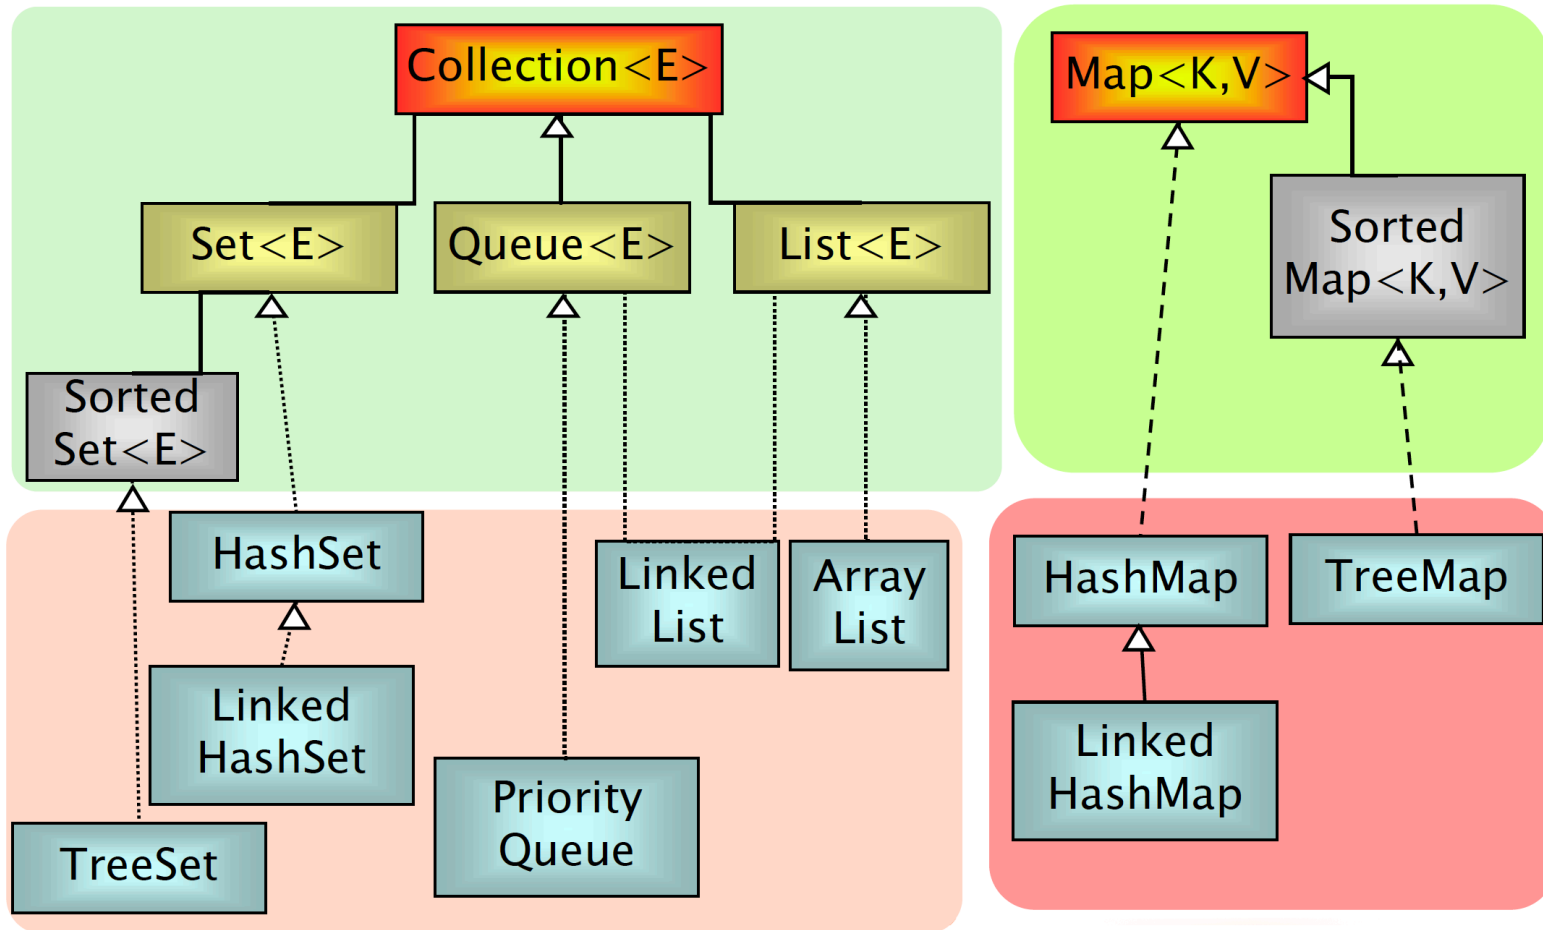 Collection<E>
Map<K,V>
Set<E>
Queue<E>
List<E>
Sorted
Map<K,V>
Sorted
Set<E>
HashSet
Linked
List
Array
List
HashMap
TreeMap
Linked
HashSet
Priority
Queue
Linked
HashMap
TreeSet